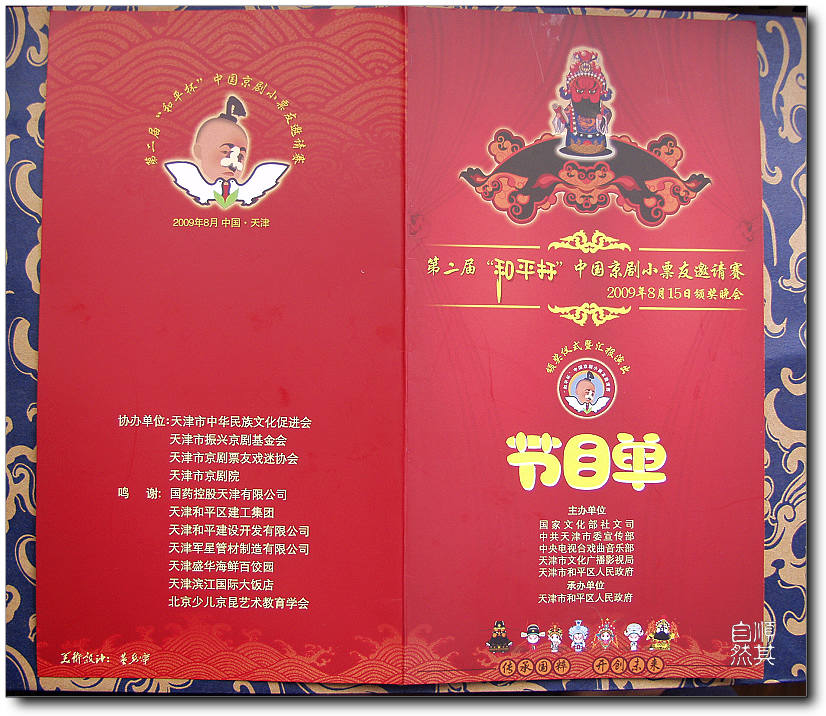 第二届“和平杯”中国京剧小票友邀请赛
2009年8月 中国·天津
协办单位:天津市中华民族文化促进会
天津市振兴京剧基金会
天津市京剧票友戏迷协会
天津市京剧院
鸣 谢: 国药控股天津有限公司
天津和平区建工集团
天津和平建设开发有限公司
天津军星管材制造有限公司
天津盛华海鲜百饺园
天津滨江国际大饭店
北京少儿京昆艺术教育学会
美术设计:
第二届“和平杯”中国京剧小票友邀请赛
2009年8月15日颁奖晚会
颁奖仪式暨汇报演出
节目单
主办单位
国家文化部社文司
中共天津市委宣传部
中央电视台戏曲音乐部
天津市文化广播影视局
天津市和平区人民政府
承办单位
天津市和平区人民政府
传承国粹 开创未来
顺其
自然